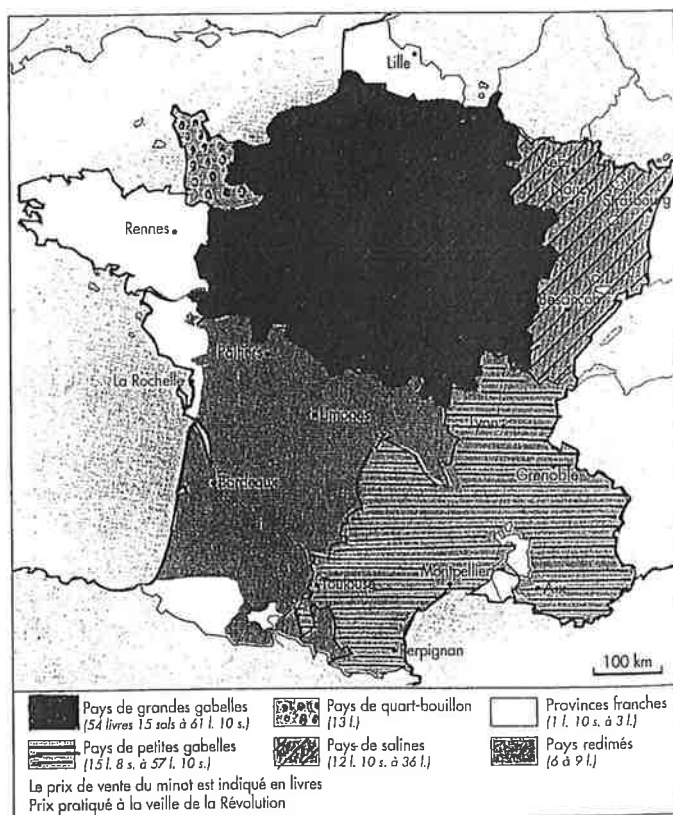 Lille
Metz
Nancy
Strasbourg
Rennes
Besançon
Poitiers
La Rochelle
Limoges
Lyon
Bordeaux
Grenoble
Toulouse
Montpellier
Aix
Perpignan
100 km
Pays de grandes gabelles
(54 livres 15 sols à 61 l. 10 s.)
Pays de quart-bouillon
(13 l.)
Provinces franches
(1 l. 10 s. à 3 l.)
Pays de petites gabelles
(15 l. 8 s. à 57 l. 10 s.)
Pays de salines
(12 l. 10 s. à 36 l.)
Pays redimés
(6 à 9 l.)
Le prix de vente du minot est indiqué en livres
Prix pratiqué à la veille de la Révolution